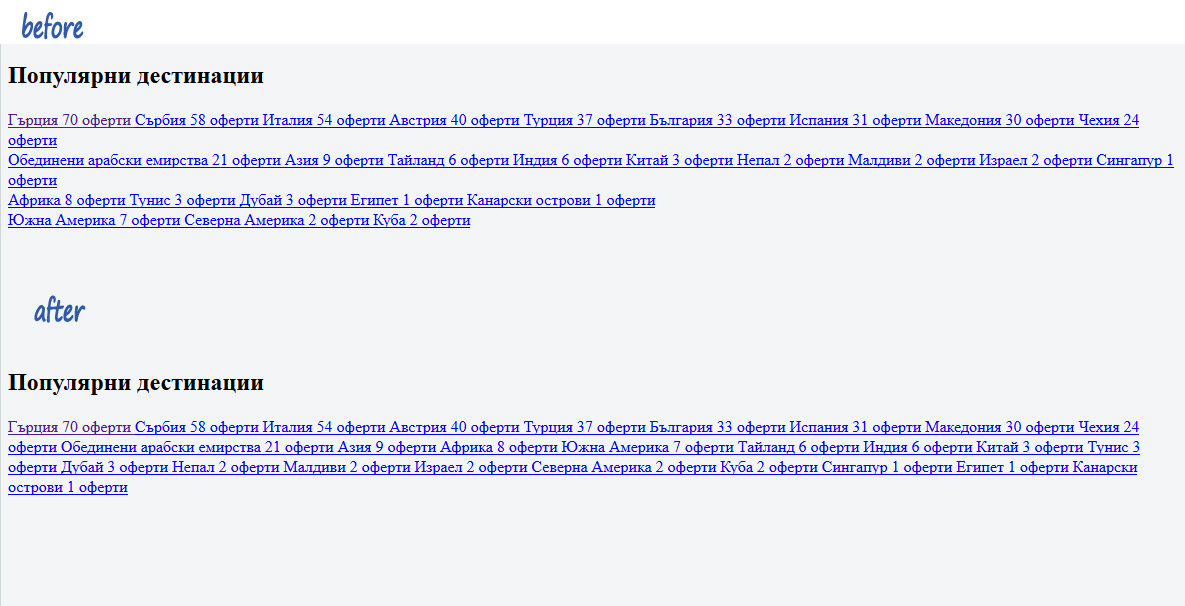 before
Популярни дестинации
Гърция 70 оферти Сърбия 58 оферти Италия 54 оферти Австрия 40 оферти Турция 37 оферти България 33 оферти Испания 31 оферти Македония 30 оферти Чехия 24
оферти
Обединени арабски емирства 21 оферти Азия 9 оферти Тайланд 6 оферти Индия 6 оферти Китай 3 оферти Непал 2 оферти Малдиви 2 оферти Израел 2 оферти Сингапур 1
оферти
Африка 8 оферти Тунис 3 оферти Дубай 3 оферти Египет 1 оферти Канарски острови 1 оферти
Южна Америка 7 оферти Северна Америка 2 оферти Куба 2 оферти
after
Популярни дестинации
Гърция 70 оферти Сърбия 58 оферти Италия 54 оферти Австрия 40 оферти Турция 37 оферти България 33 оферти Испания 31 оферти Македония 30 оферти Чехия 24
оферти Обединени арабски емирства 21 оферти Азия 9 оферти Африка 8 оферти Южна Америка 7 оферти Тайланд 6 оферти Индия 6 оферти Китай 3 оферти Тунис 3
оферти Дубай 3 оферти Непал 2 оферти Малдиви 2 оферти Израел 2 оферти Северна Америка 2 оферти Куба 2 оферти Сингапур 1 оферти Египет 1 оферти Канарски
острови 1 оферти